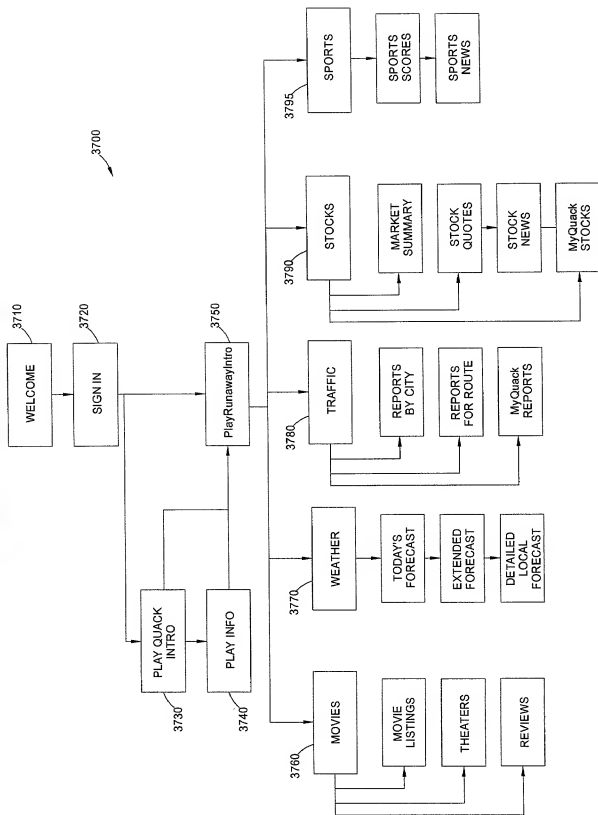 3700
3710
WELCOME
3720
SIGN IN
3730
PLAY QUACK
INTRO
3740
PLAY INFO
3750
PlayRunawayIntro
3760
MOVIES
MOVIE
LISTINGS
THEATERS
REVIEWS
3770
WEATHER
TODAY'S
FORECAST
EXTENDED
FORECAST
DETAILED
LOCAL
FORECAST
3780
TRAFFIC
REPORTS
BY CITY
REPORTS
FOR ROUTE
MyQuack
REPORTS
3790
STOCKS
MARKET
SUMMARY
STOCK
QUOTES
STOCK
NEWS
MyQuack
STOCKS
3795
SPORTS
SPORTS
SCORES
SPORTS
NEWS